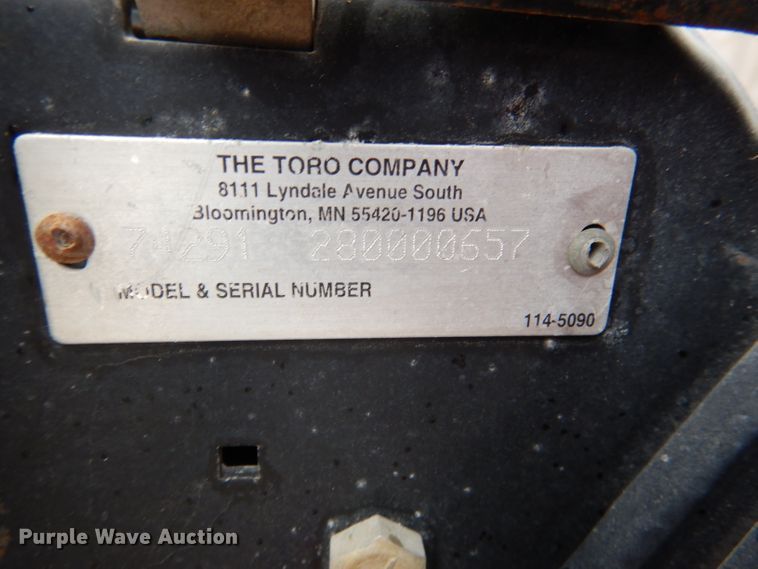 THE TORO COMPANY
8111 Lyndale Avenue South
Bloomington, MN 55420-1196 USA
74291 280000657
MODEL & SERIAL NUMBER
114-5090
Purple Wave Auction